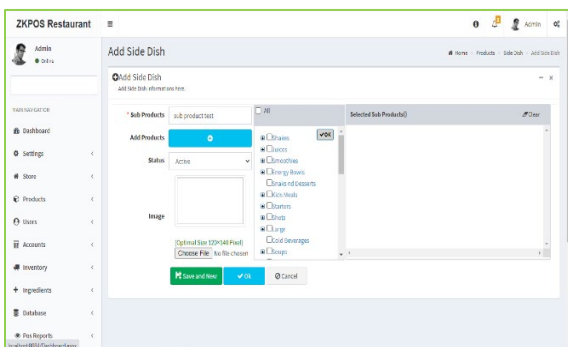 ZKPOS Restaurant
Admin
Admin
Online
Add Side Dish
Home > Products > Side Dish > Add Side Dish
Add Side Dish
Add Side Dish informations here.
MAIN NAVIGATION
Dashboard
Settings
Store
Products
Users
Accounts
Inventory
Ingredients
Database
Pos Reports
* Sub Products
sub product test
Add Products
Status
Active
Image
(Optimal Size 120×140 Pixel)
Choose File No file chosen
All
OK
Shakes
Juices
Smoothies
Energy Bowls
Snaks nd Desserts
Kids Meals
Starters
Shots
Large
Cold Beverages
Soups
Selected Sub Products()
Clear
Save and New
Ok
Cancel